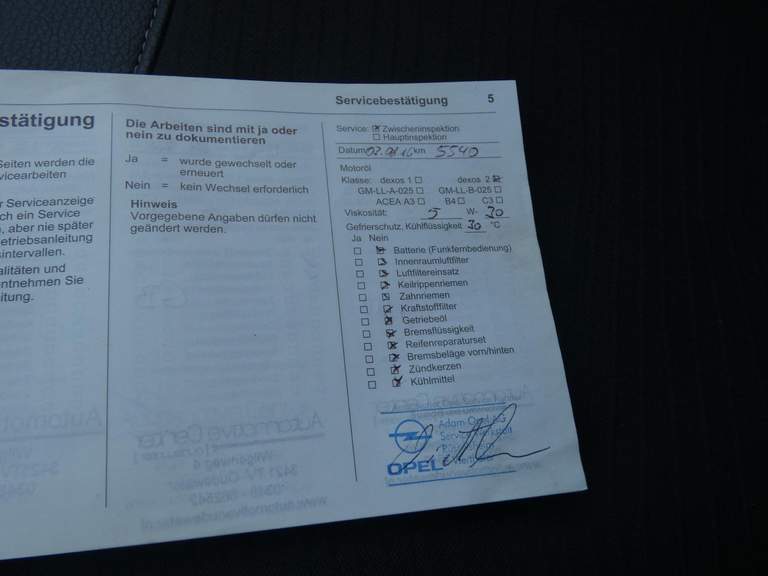 stätigung
Seiten werden die
vicearbeiten
r Serviceanzeige
ch ein Service
, aber nie später
etriebsanleitung
sintervallen.
alitäten und
ntnehmen Sie
itung.
Die Arbeiten sind mit ja oder
nein zu dokumentieren
Ja = wurde gewechselt oder
erneuert
Nein = kein Wechsel erforderlich
Hinweis
Vorgegebene Angaben dürfen nicht
geändert werden.
Servicebestätigung 5
Service: Zwischeninspektion
Hauptinspektion
Datum km 5540
Motoröl
Klasse: dexos 1 dexos 2
GM-LL-A-025 GM-LL-B-025
ACEA A3 B4 C3
Viskosität: 5 W- 30
Gefrierschutz, Kühlflüssigkeit 30 °C
Ja Nein
Batterie (Funkfernbedienung)
Innenraumluftfilter
Luftfiltereinsatz
Keilrippenriemen
Zahnriemen
Kraftstofffilter
Getriebeöl
Bremsflüssigkeit
Reifenreparaturset
Bremsbeläge vorn/hinten
Zündkerzen
Kühlmittel
Adam Opel AG
OPEL